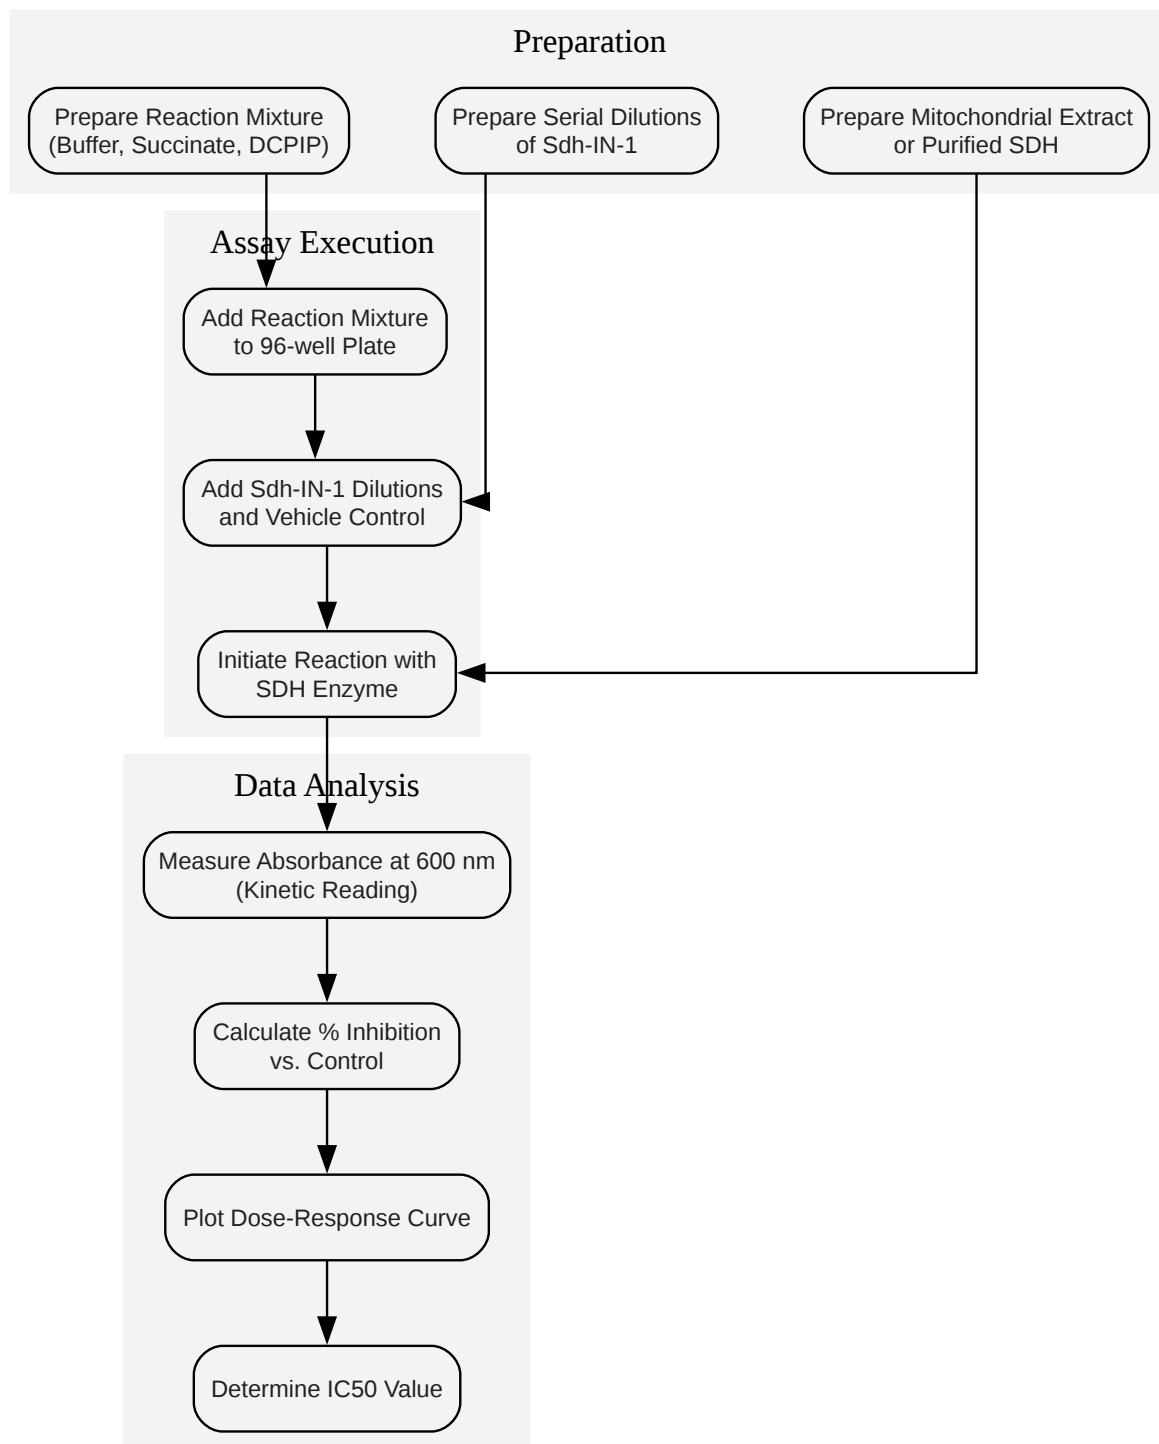 Preparation
Prepare Reaction Mixture
(Buffer, Succinate, DCPIP)
Prepare Serial Dilutions
of Sdh-IN-1
Prepare Mitochondrial Extract
or Purified SDH
Assay Execution
Add Reaction Mixture
to 96-well Plate
Add Sdh-IN-1 Dilutions
and Vehicle Control
Initiate Reaction with
SDH Enzyme
Data Analysis
Measure Absorbance at 600 nm
(Kinetic Reading)
Calculate % Inhibition
vs. Control
Plot Dose-Response Curve
Determine IC50 Value